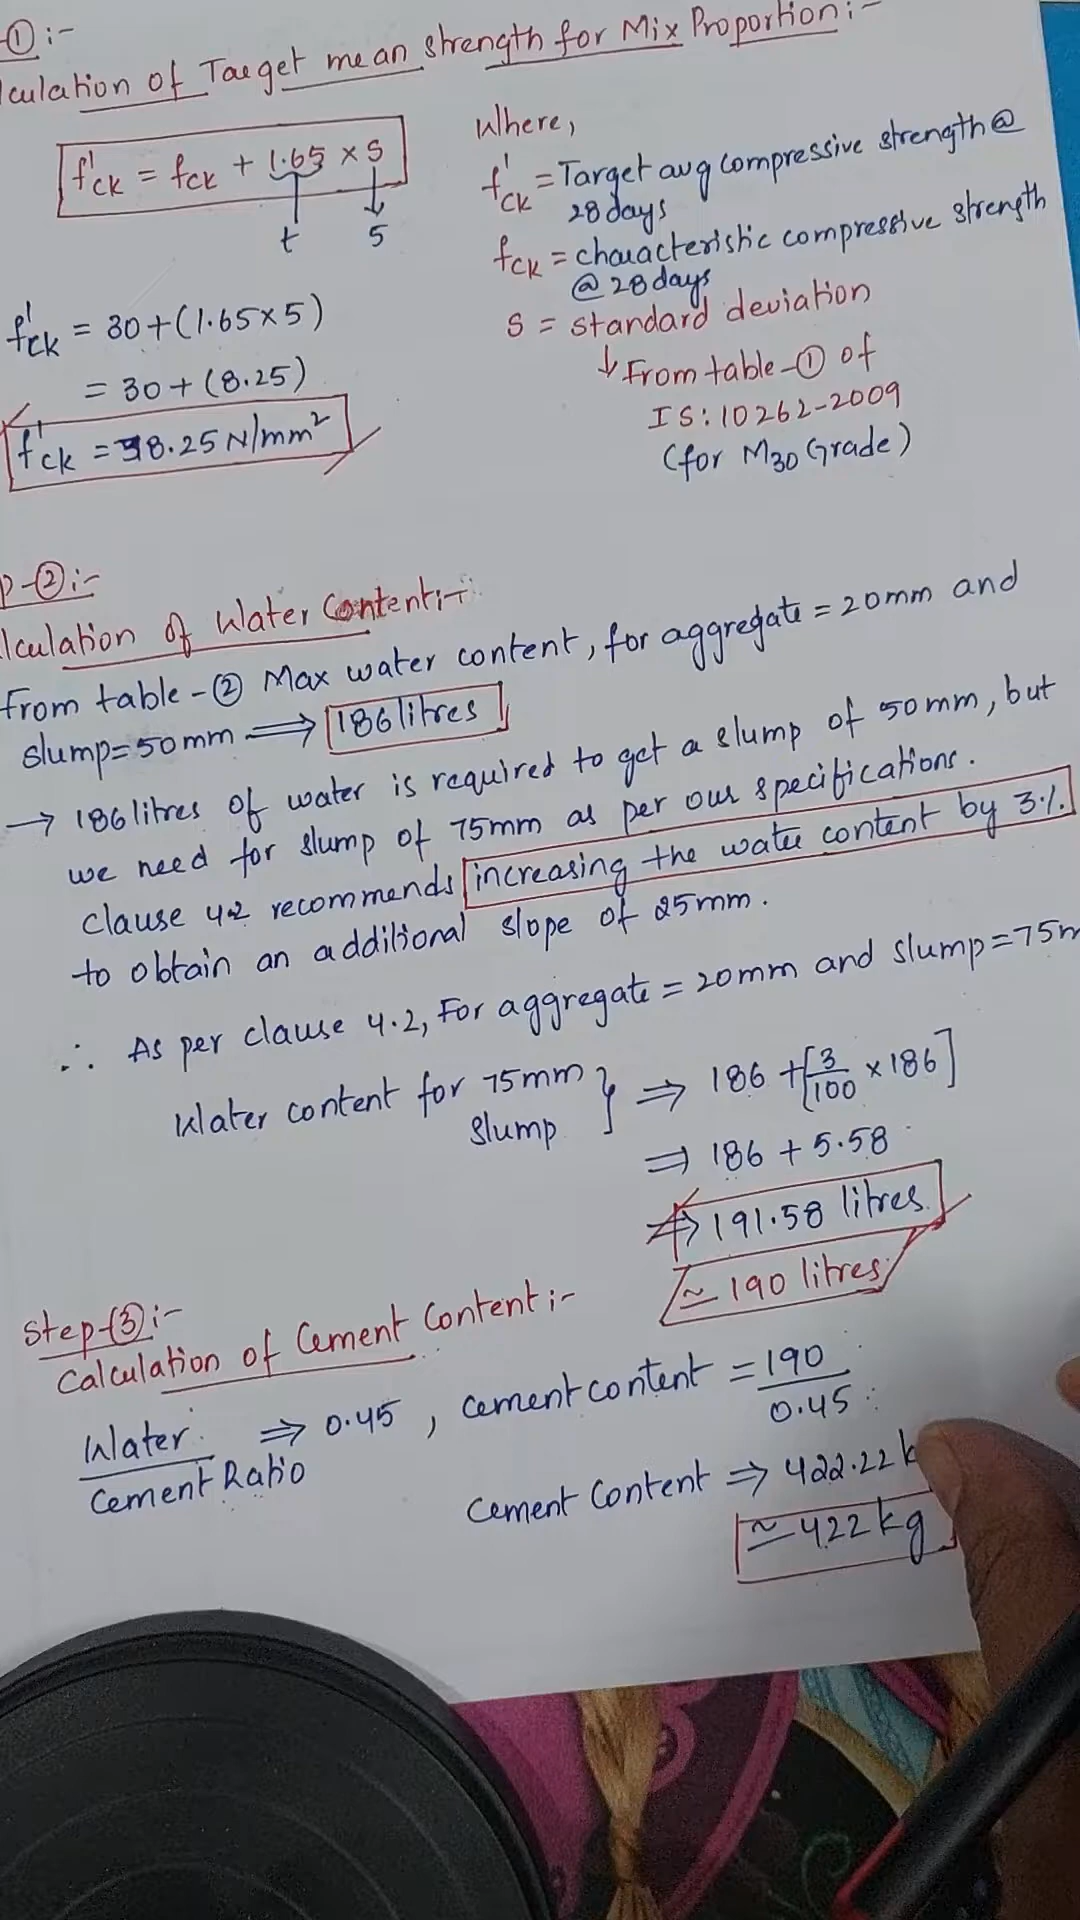 -①:-
lculation of Target mean strength for Mix Proportion:-
f'ck = fck + 1.65 × S
t S
Where,
f'ck = Target avg compressive strength @
28 days
fck = characteristic compressive strength
@ 28 days
S = standard deviation
↓ From table-① of
IS:10262-2009
(for M30 Grade)
f'ck = 30+(1.65×5)
= 30+(8.25)
f'ck = 38.25 N/mm²
p-②:-
lculation of Water Content:-
From table-② Max water content, for aggregate = 20mm and
slump=50mm ⟹ 186 litres
→ 186 litres of water is required to get a slump of 50mm, but
we need for slump of 75mm as per our specifications.
Clause 4.2 recommends increasing the water content by 3%.
to obtain an additional slope of 25mm.
∴ As per clause 4.2, For aggregate = 20mm and slump=75m
Water content for 75mm } ⇒ 186 + [3/100 × 186]
Slump
⇒ 186 + 5.58
⇒ 191.58 litres
≃ 190 litres
Step-③:-
Calculation of Cement Content:-
Water / Cement Ratio ⇒ 0.45, cement content = 190/0.45
Cement Content ⇒ 422.22 k
≃ 422 kg